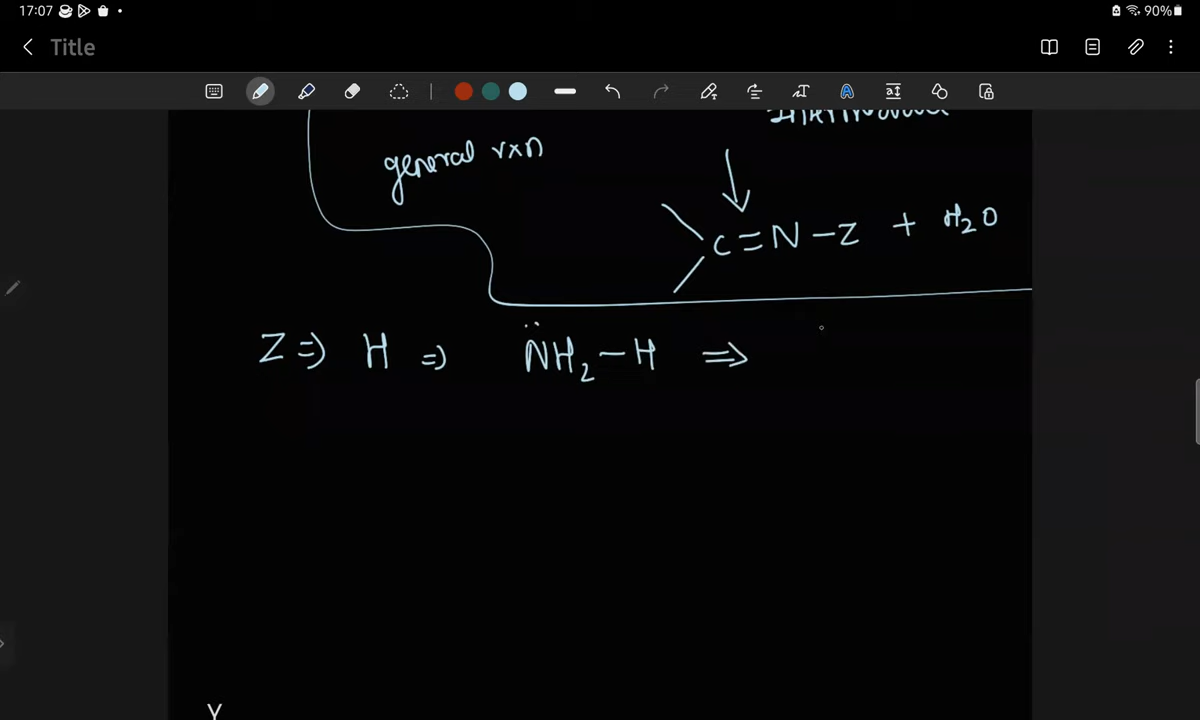 17:07 90%
Title
general rxn
C=N-Z + H2O
Z ⇒ H ⇒ N̈H2-H ⇒
Y